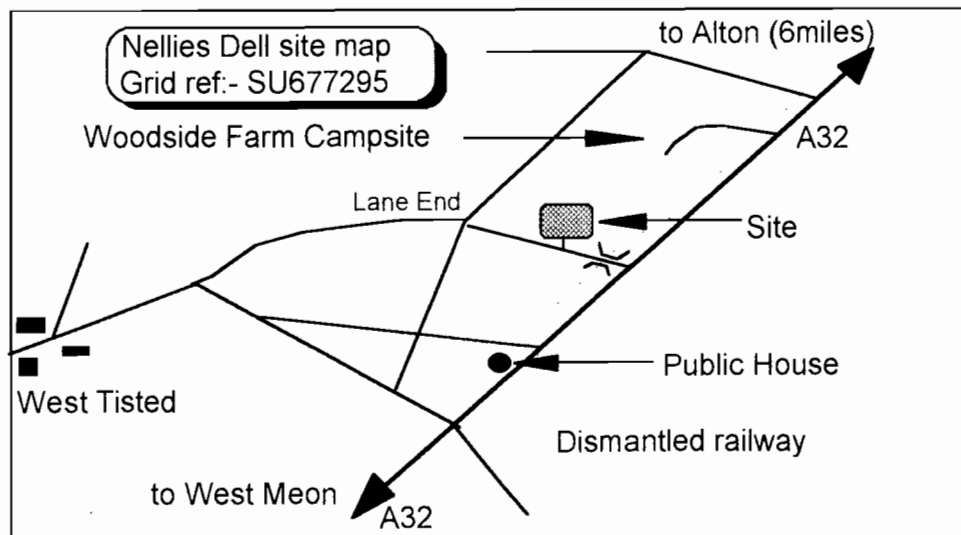 Nellies Dell site map
Grid ref:- SU677295
to Alton (6miles)
Woodside Farm Campsite
A32
Lane End
Site
Public House
West Tisted
Dismantled railway
to West Meon
A32